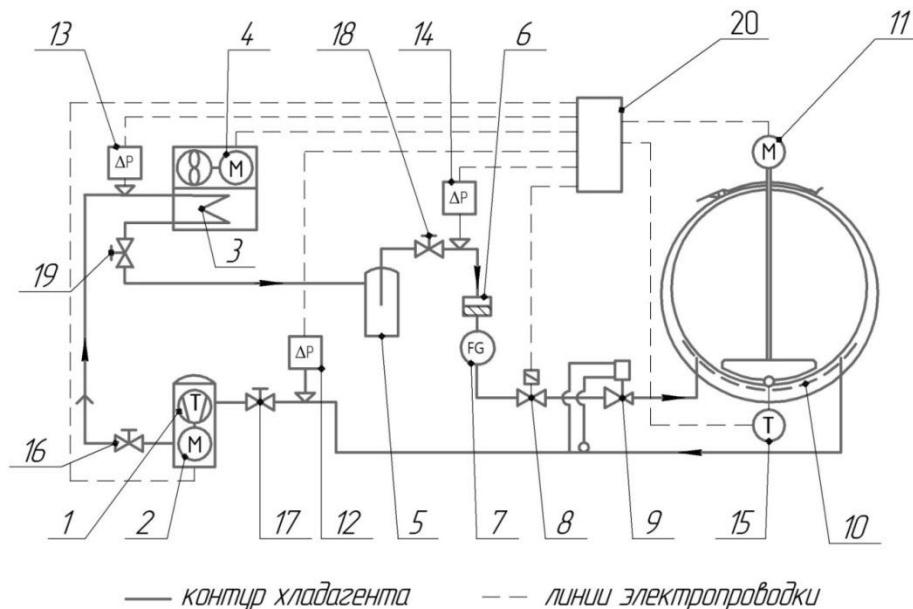 13 4 18 14 6 20 11
ΔP M ΔP M
3
19
ΔP FG
T
M T
16
1 2 17 12 5 7 8 9 15 10
контур хладагента линии электропроводки